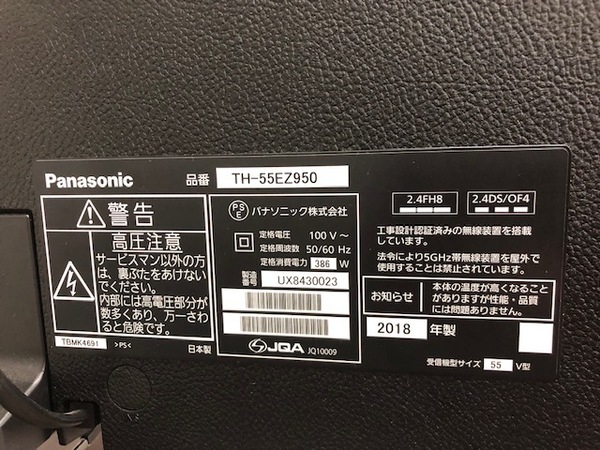 Panasonic 品番 TH-55EZ950
警告
高圧注意
サービスマン以外の方
は、裏ぶたをあけない
でください。
内部には高電圧部分が
数多くあり、万一さわ
ると危険です。
TBMK4691 >PS< 日本製
PSE パナソニック株式会社
定格電圧 100 V~
定格周波数 50/60 Hz
定格消費電力 386 W
製造番号 UX8430023
JQA JQ10009
2.4FH8 2.4DS/OF4
工事設計認証済みの無線装置を搭載
しています。
法令により5GHz帯無線装置を屋外で
使用することは禁止されています。
お知らせ
本体の温度が高くなること
がありますが性能・品質
には問題ありません。
2018 年製
受信機型サイズ 55 V型